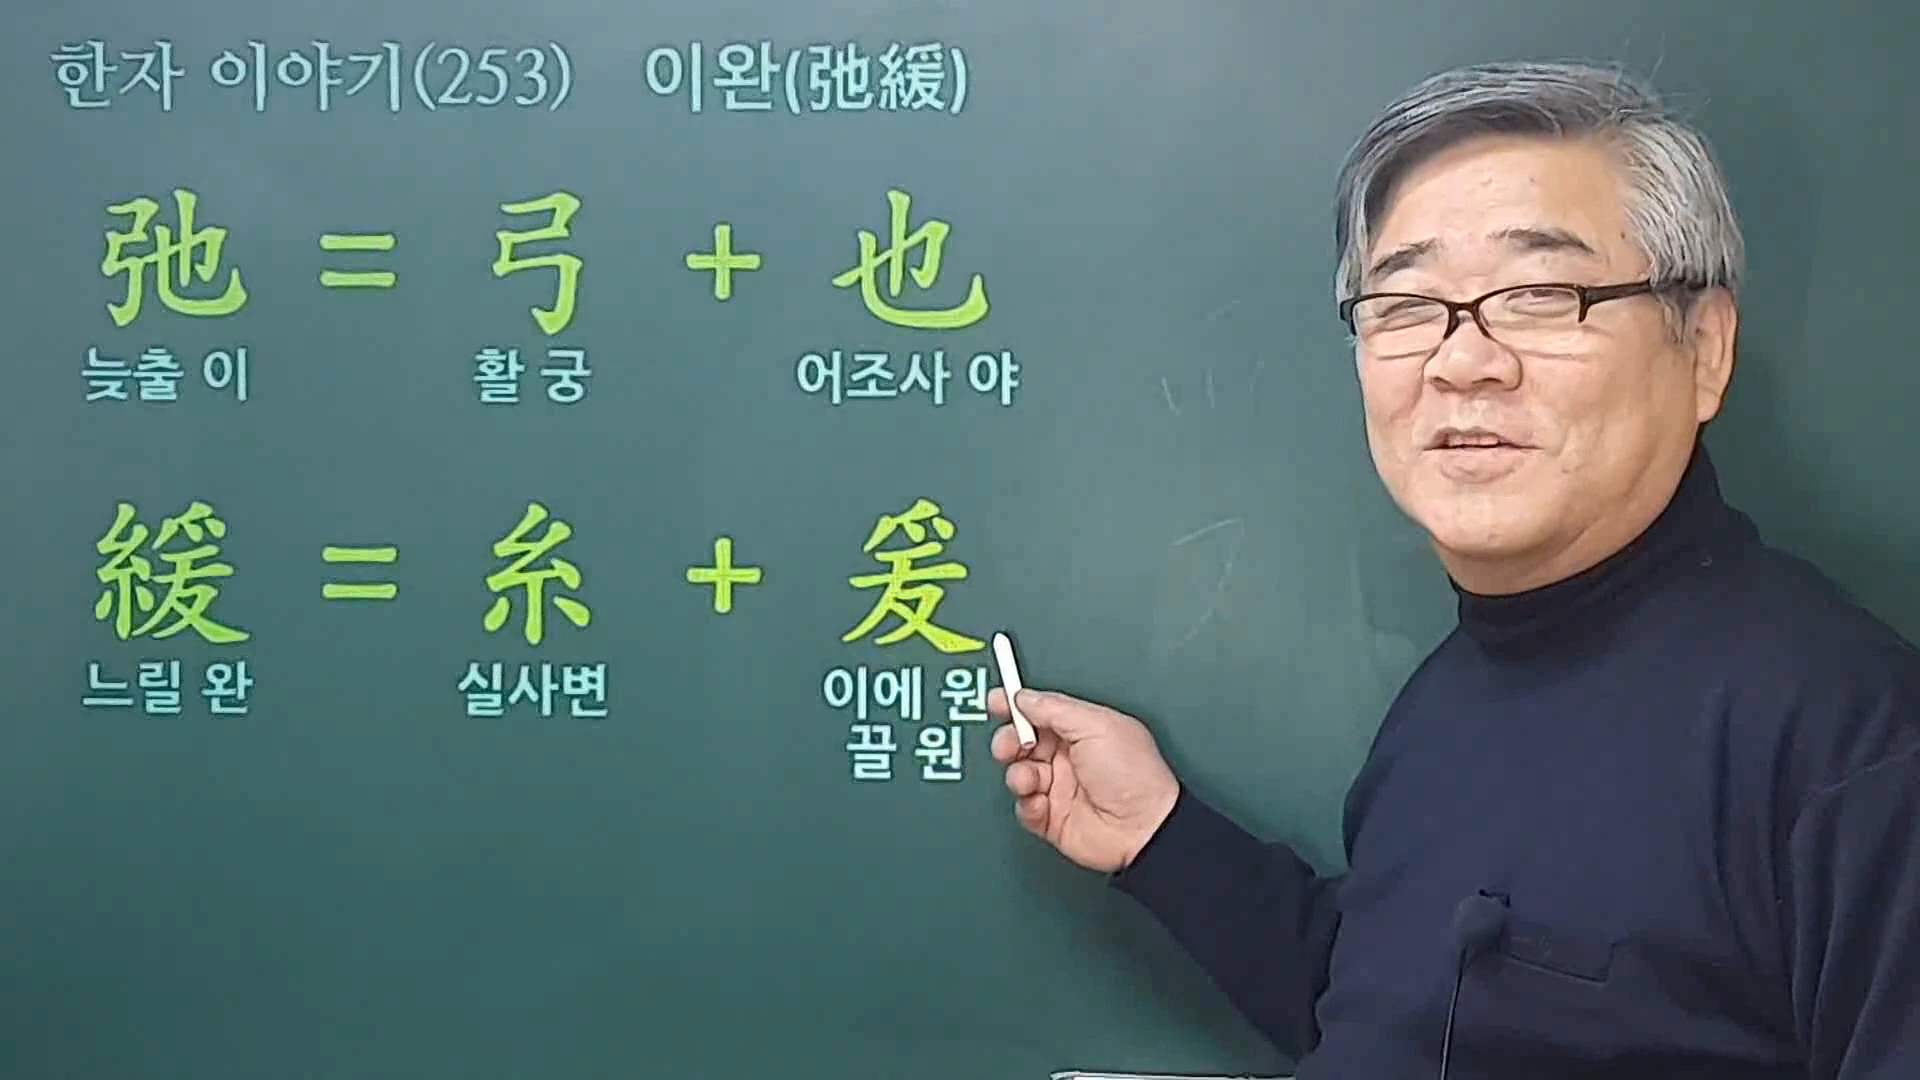 한자 이야기(253) 이완(弛緩)
弛 = 弓 + 也
늦출 이 활 궁 어조사 야
緩 = 糸 + 爰
느릴 완 실사변 이에 원
끌 원